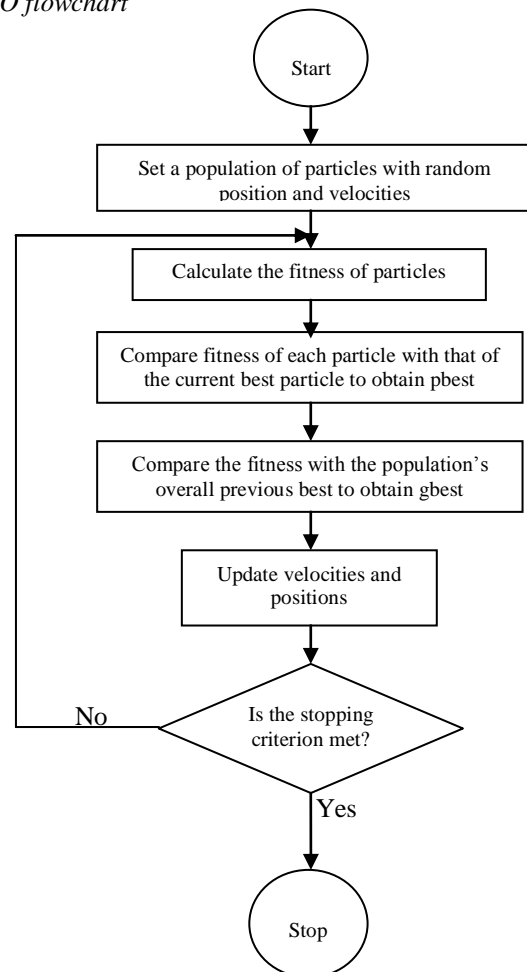 O flowchart
Start
Set a population of particles with random
position and velocities
Calculate the fitness of particles
Compare fitness of each particle with that of
the current best particle to obtain pbest
Compare the fitness with the population's
overall previous best to obtain gbest
Update velocities and
positions
Is the stopping
criterion met?
No
Yes
Stop